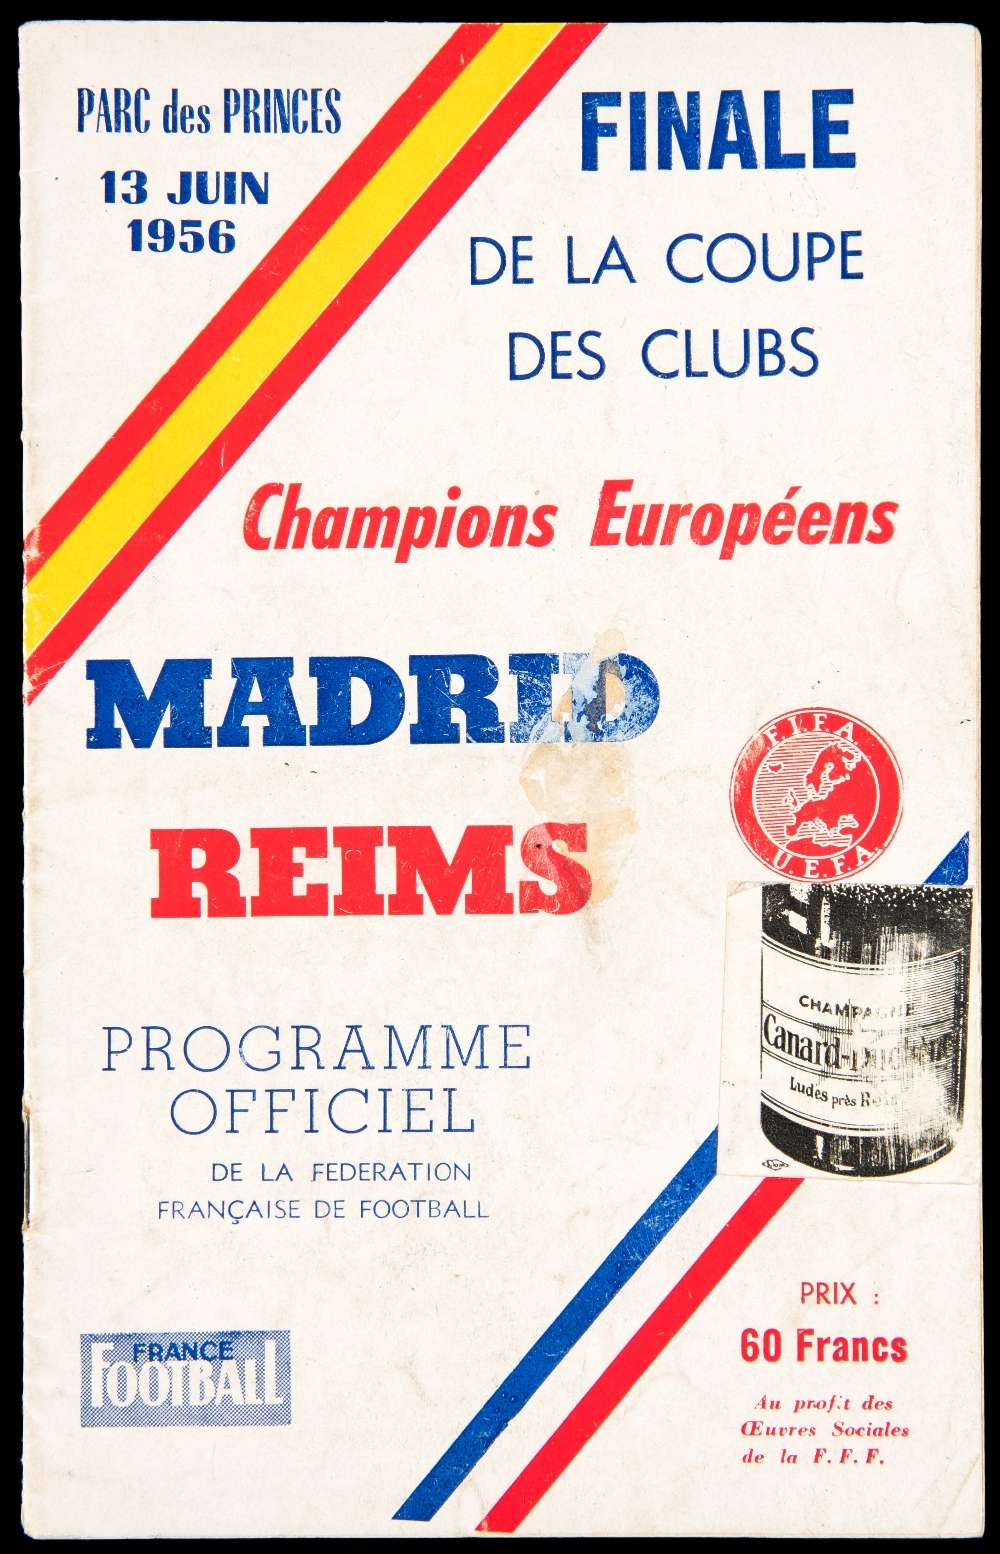 PARC des PRINCES
13 JUIN
1956
FINALE
DE LA COUPE
DES CLUBS
Champions Européens
MADRID
REIMS
F.I.F.A.
U.E.F.A.
CHAMPAGNE
Canard-
Ludes près
PROGRAMME
OFFICIEL
DE LA FEDERATION
FRANÇAISE DE FOOTBALL
FRANCE
FOOTBALL
PRIX :
60 Francs
Au profit des
Œuvres Sociales
de la F. F. F.